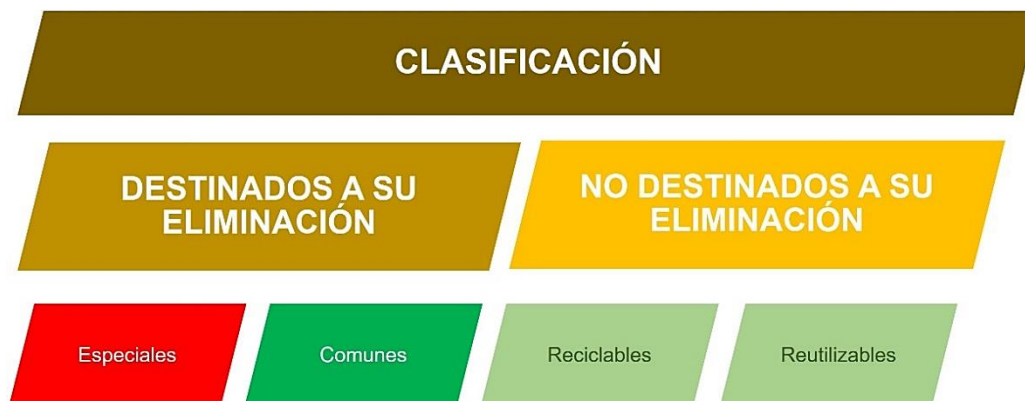 CLASIFICACIÓN
DESTINADOS A SU
ELIMINACIÓN
NO DESTINADOS A SU
ELIMINACIÓN
Especiales
Comunes
Reciclables
Reutilizables